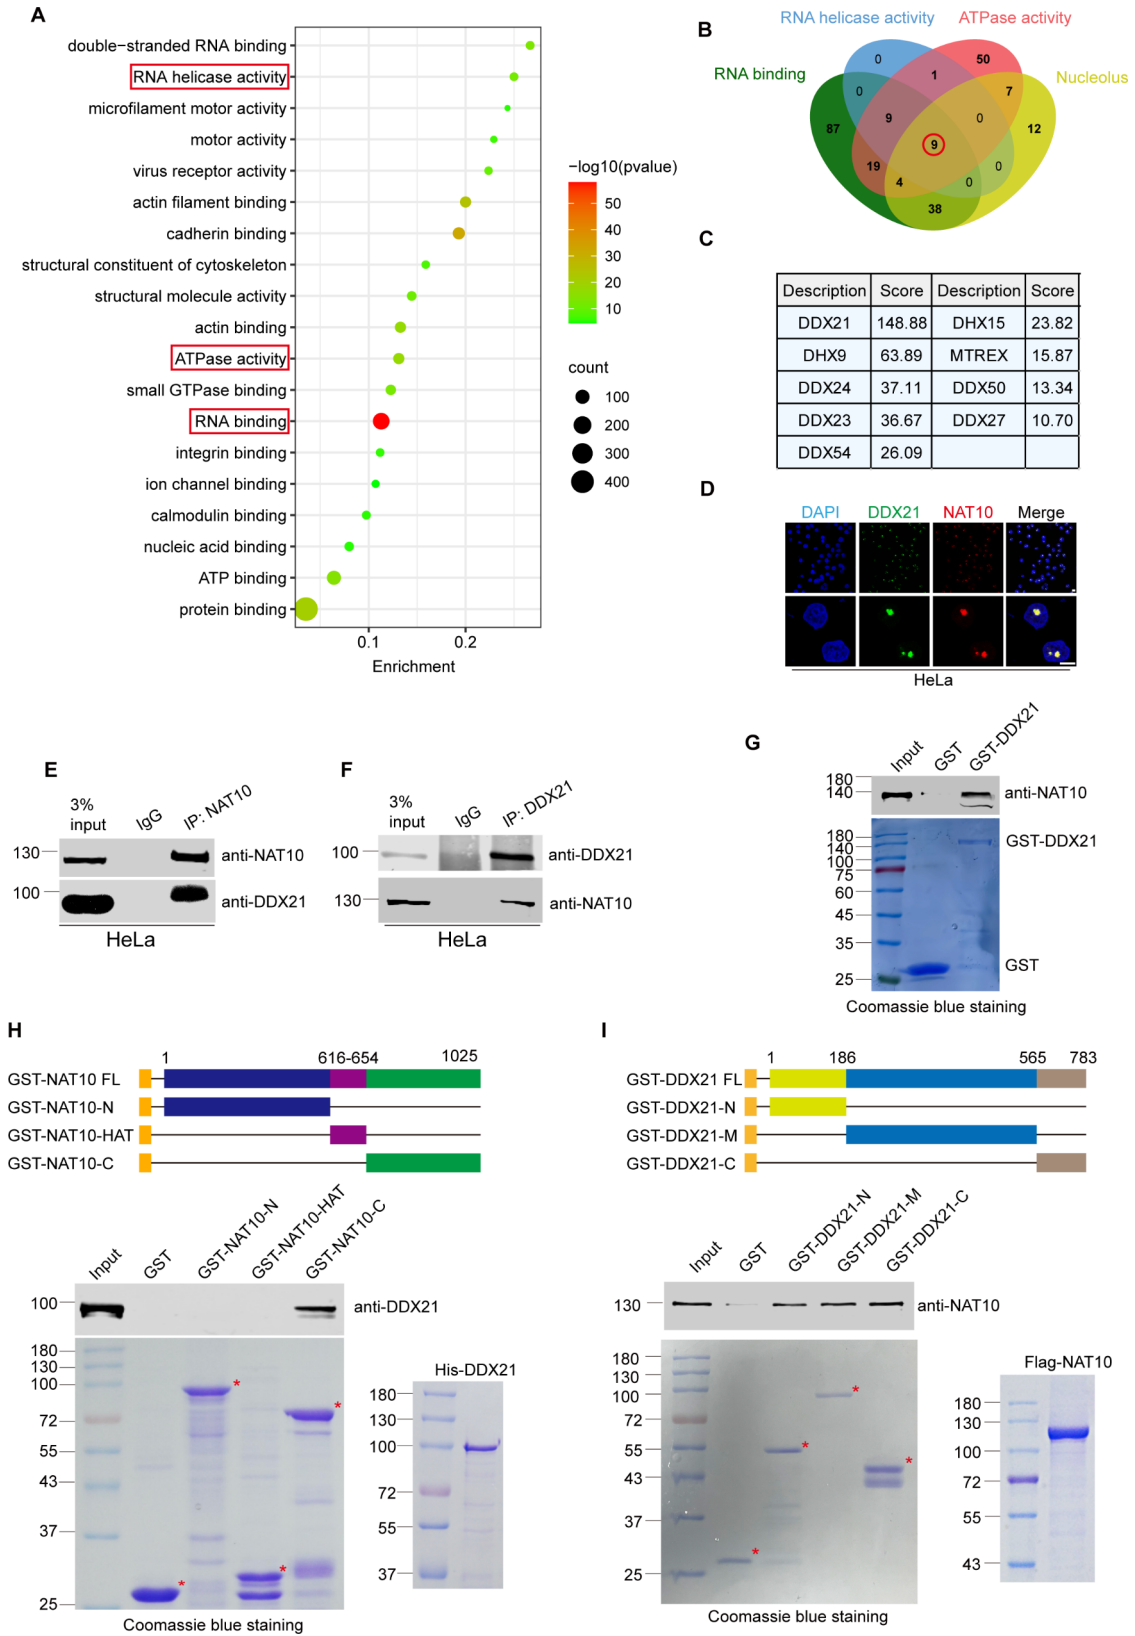 A
double-stranded RNA binding
RNA helicase activity
microfilament motor activity
motor activity
virus receptor activity
actin filament binding
cadherin binding
structural constituent of cytoskeleton
structural molecule activity
actin binding
ATPase activity
small GTPase binding
RNA binding
integrin binding
ion channel binding
calmodulin binding
nucleic acid binding
ATP binding
protein binding
0.1 0.2
Enrichment
−log10(pvalue)
50
40
30
20
10
count
100
200
300
400
B
RNA helicase activity ATPase activity
RNA binding Nucleolus
0 50
1
0 7
87 9 0 12
9
19 0
4 0
38
C
Description Score Description Score
DDX21 148.88 DHX15 23.82
DHX9 63.89 MTREX 15.87
DDX24 37.11 DDX50 13.34
DDX23 36.67 DDX27 10.70
DDX54 26.09
D
DAPI DDX21 NAT10 Merge
HeLa
E
3% input IgG IP: NAT10
130 anti-NAT10
100 anti-DDX21
HeLa
F
3% input IgG IP: DDX21
100 anti-DDX21
130 anti-NAT10
HeLa
G
Input GST GST-DDX21
180
140
anti-NAT10
180
140
100
75
60
45
35
25
GST-DDX21
GST
Coomassie blue staining
H
1 616-654 1025
GST-NAT10 FL
GST-NAT10-N
GST-NAT10-HAT
GST-NAT10-C
Input GST GST-NAT10-N GST-NAT10-HAT GST-NAT10-C
100 anti-DDX21
180
130
100
72
55
43
37
25
* * * *
Coomassie blue staining
His-DDX21
180
130
100
72
55
37
I
1 186 565 783
GST-DDX21 FL
GST-DDX21-N
GST-DDX21-M
GST-DDX21-C
Input GST GST-DDX21-N GST-DDX21-M GST-DDX21-C
130 anti-NAT10
180
130
100
72
55
43
37
25
* * * *
Coomassie blue staining
Flag-NAT10
180
130
100
72
55
43